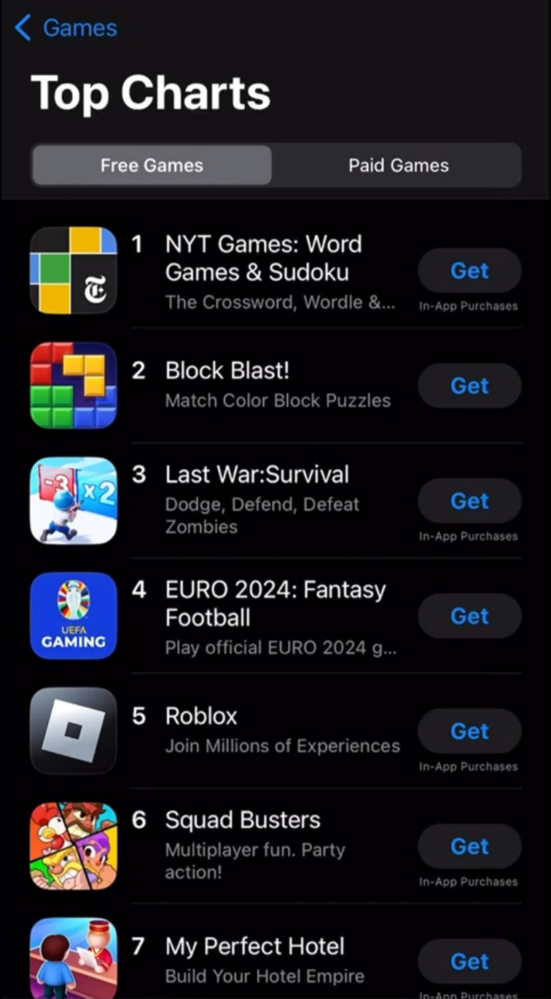 Games
Top Charts
Free Games
Paid Games
1 NYT Games: Word
Games & Sudoku
The Crossword, Wordle &...
Get
In-App Purchases
2 Block Blast!
Match Color Block Puzzles
Get
-3
x2
3 Last War:Survival
Dodge, Defend, Defeat
Zombies
Get
In-App Purchases
UEFA
GAMING
4 EURO 2024: Fantasy
Football
Play official EURO 2024 g...
Get
5 Roblox
Join Millions of Experiences
Get
In-App Purchases
6 Squad Busters
Multiplayer fun. Party
action!
Get
In-App Purchases
7 My Perfect Hotel
Build Your Hotel Empire
Get
In-App Purchases